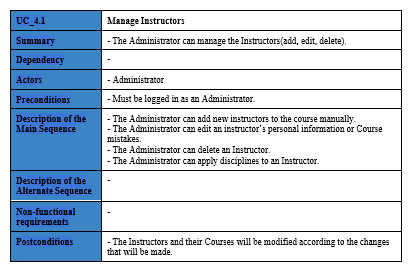 UC_4.1 Manage Instructors
Summary - The Administrator can manage the Instructors(add, edit, delete).
Dependency -
Actors - Administrator
Preconditions - Must be logged in as an Administrator.
Description of the - The Administrator can add new instructors to the course manually.
Main Sequence - The Administrator can edit an instructor's personal information or Course
mistakes.
- The Administrator can delete an Instructor.
- The Administrator can apply disciplines to an Instructor.
Description of the -
Alternate Sequence
Non-functional -
requirements
Postconditions - The Instructors and their Courses will be modified according to the changes
that will be made.